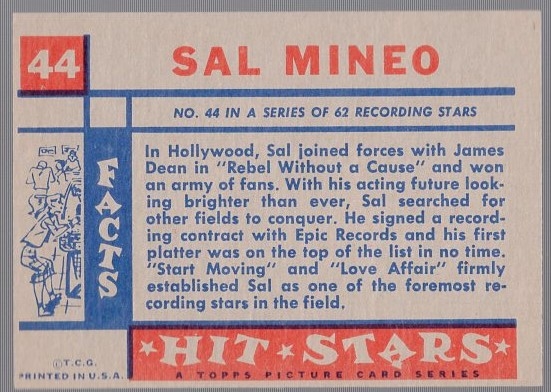 44
SAL MINEO
NO. 44 IN A SERIES OF 62 RECORDING STARS
FACTS
In Hollywood, Sal joined forces with James
Dean in "Rebel Without a Cause" and won
an army of fans. With his acting future look-
ing brighter than ever, Sal searched for
other fields to conquer. He signed a record-
ing contract with Epic Records and his first
platter was on the top of the list in no time.
"Start Moving" and "Love Affair" firmly
established Sal as one of the foremost re-
cording stars in the field.
©T.C.G.
*PRINTED IN U.S.A.
★HIT★STARS★
A TOPPS PICTURE CARD SERIES